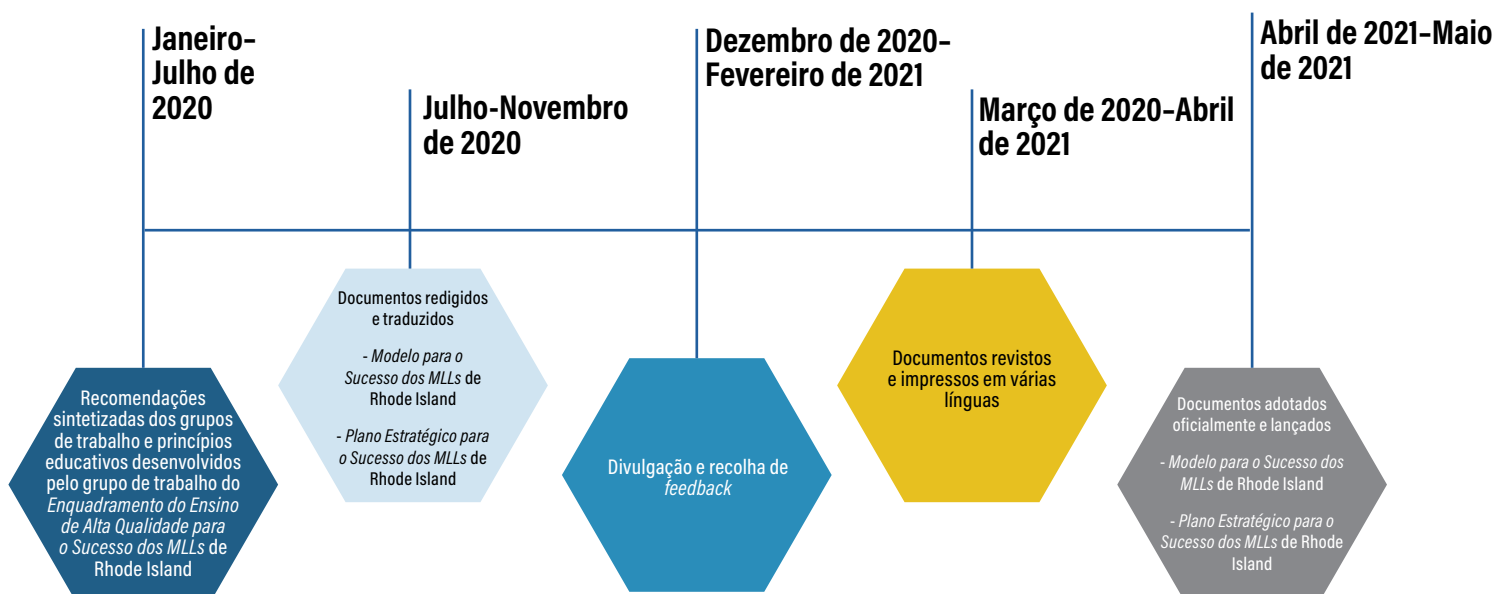 Janeiro–
Julho de
2020
Julho-Novembro
de 2020
Dezembro de 2020–
Fevereiro de 2021
Março de 2020–Abril
de 2021
Abril de 2021–Maio
de 2021
Recomendações
sintetizadas dos grupos
de trabalho e princípios
educativos desenvolvidos
pelo grupo de trabalho do
Enquadramento do Ensino
de Alta Qualidade para
o Sucesso dos MLLs de
Rhode Island
Documentos redigidos
e traduzidos
- Modelo para o
Sucesso dos MLLs de
Rhode Island
- Plano Estratégico para
o Sucesso dos MLLs de
Rhode Island
Divulgação e recolha de
feedback
Documentos revistos
e impressos em várias
línguas
Documentos adotados
oficialmente e lançados
- Modelo para o Sucesso dos
MLLs de Rhode Island
- Plano Estratégico para o
Sucesso dos MLLs de Rhode
Island